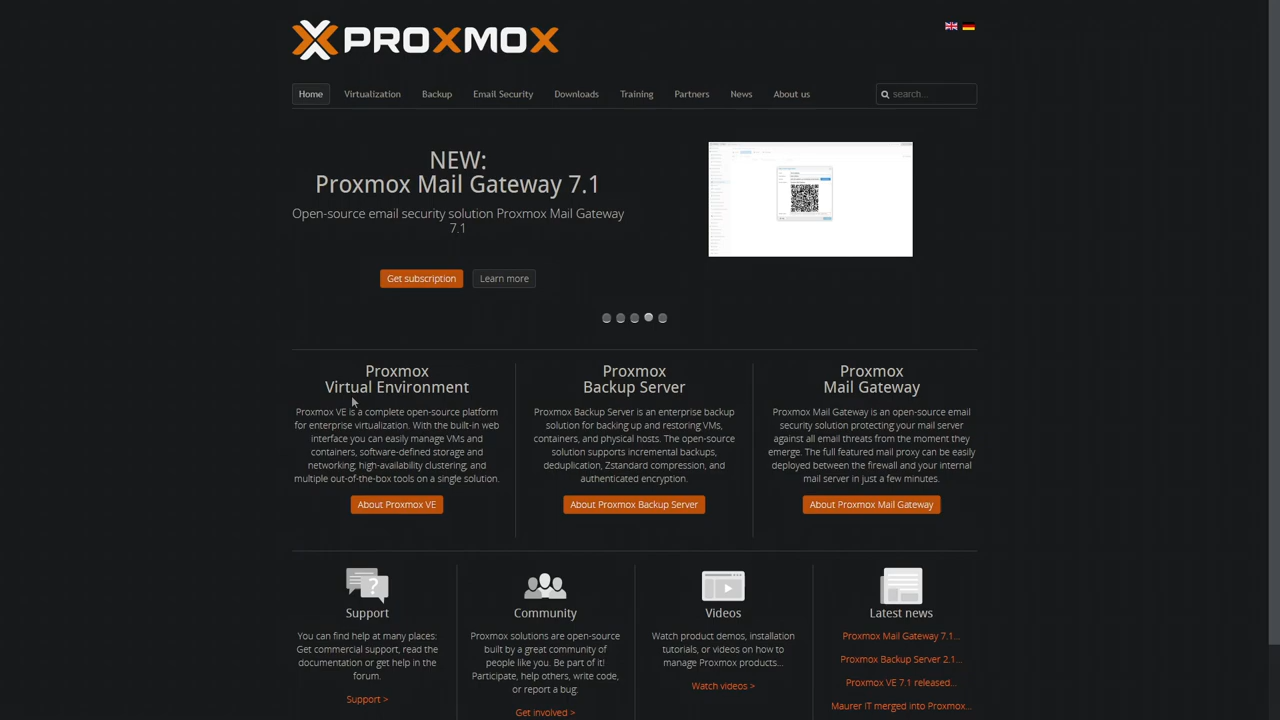 PROXMOX
Home
Virtualization
Backup
Email Security
Downloads
Training
Partners
News
About us
search...
NEW:
Proxmox Mail Gateway 7.1
Open-source email security solution Proxmox Mail Gateway
7.1
Get subscription
Learn more
Proxmox
Virtual Environment
Proxmox VE is a complete open-source platform
for enterprise virtualization. With the built-in web
interface you can easily manage VMs and
containers, software-defined storage and
networking, high-availability clustering, and
multiple out-of-the-box tools on a single solution.
About Proxmox VE
Proxmox
Backup Server
Proxmox Backup Server is an enterprise backup
solution for backing up and restoring VMs,
containers, and physical hosts. The open-source
solution supports incremental backups,
deduplication, Zstandard compression, and
authenticated encryption.
About Proxmox Backup Server
Proxmox
Mail Gateway
Proxmox Mail Gateway is an open-source email
security solution protecting your mail server
against all email threats from the moment they
emerge. The full featured mail proxy can be easily
deployed between the firewall and your internal
mail server in just a few minutes.
About Proxmox Mail Gateway
Support
You can find help at many places:
Get commercial support, read the
documentation or get help in the
forum.
Support >
Community
Proxmox solutions are open-source
built by a great community of
people like you. Be part of it!
Participate, help others, write code,
or report a bug.
Get involved >
Videos
Watch product demos, installation
tutorials, or videos on how to
manage Proxmox products...
Watch videos >
Latest news
Proxmox Mail Gateway 7.1...
Proxmox Backup Server 2.1...
Proxmox VE 7.1 released...
Maurer IT merged into Proxmox...